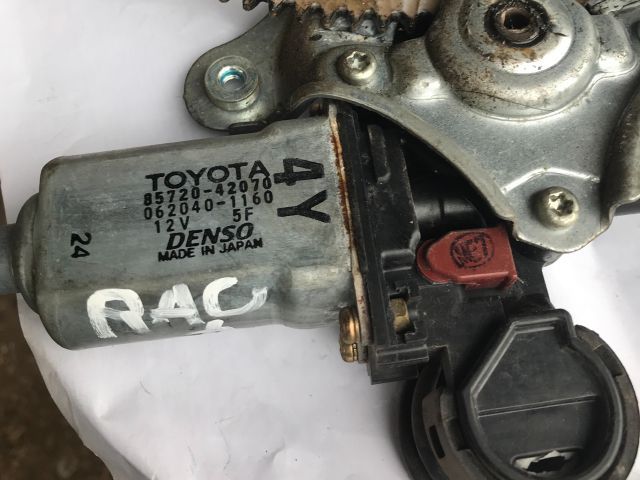 TOYOTA
85720-42070
062040-1160
12V 5F
DENSO
MADE IN JAPAN
4Y
24
RAC